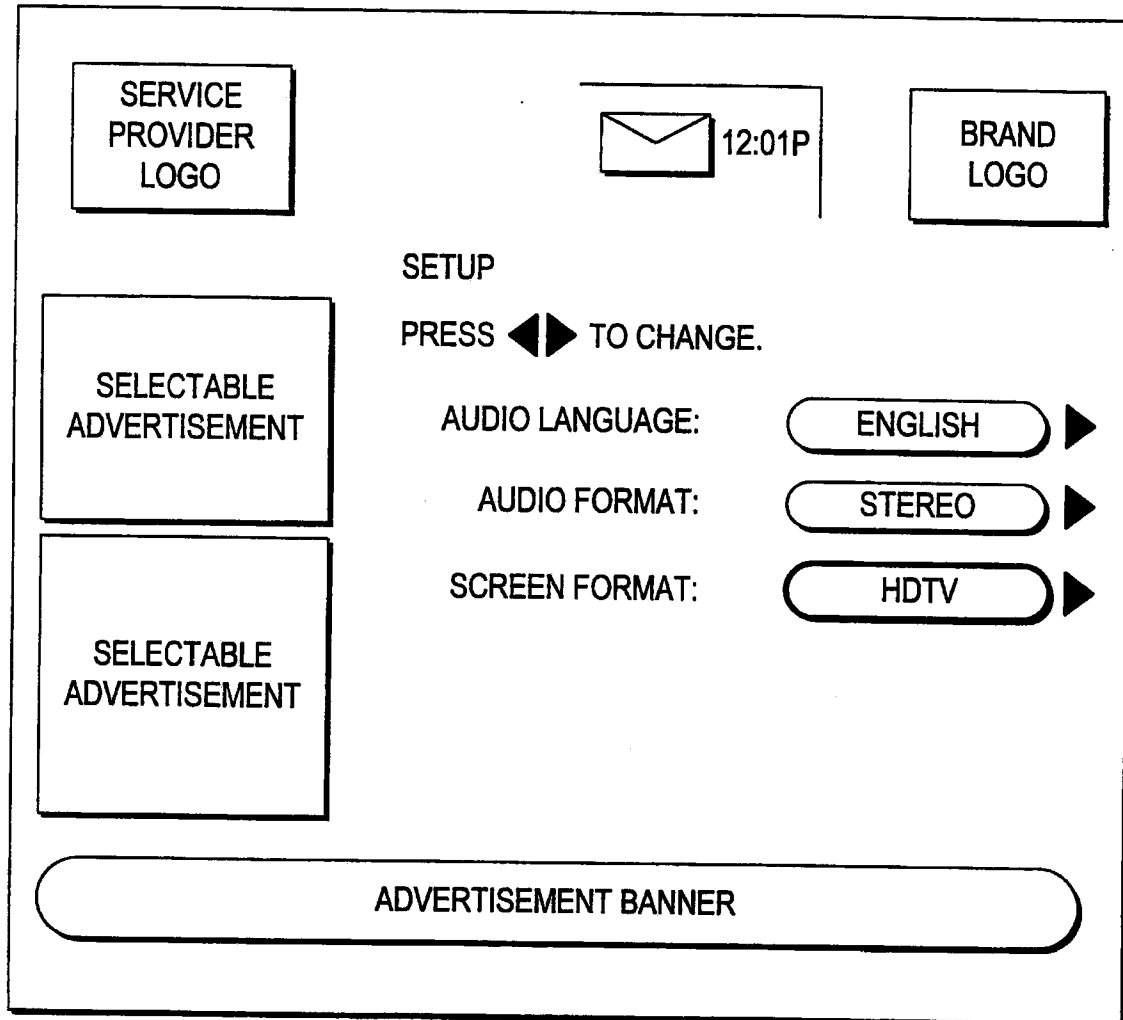 SERVICE
PROVIDER
LOGO
12:01P
BRAND
LOGO
SETUP
PRESS ◀▶ TO CHANGE.
SELECTABLE
ADVERTISEMENT
AUDIO LANGUAGE: ENGLISH ▶
AUDIO FORMAT: STEREO ▶
SCREEN FORMAT: HDTV ▶
SELECTABLE
ADVERTISEMENT
ADVERTISEMENT BANNER